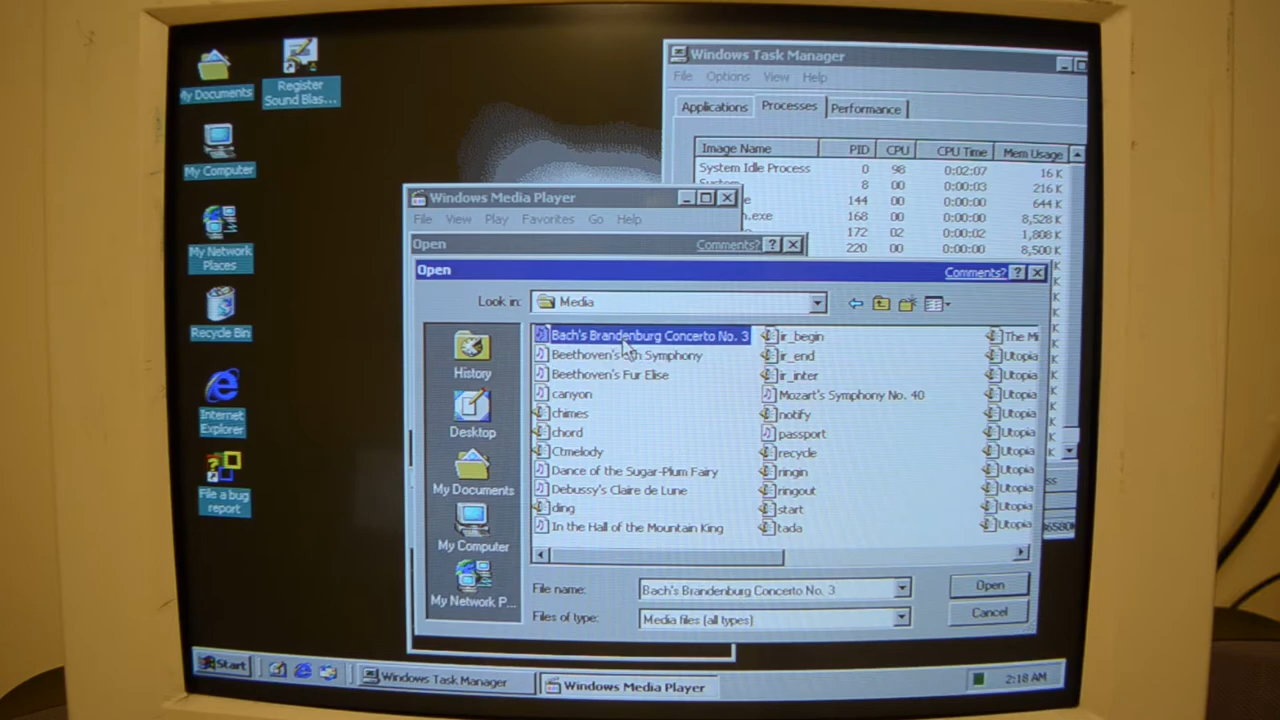 My Documents
Register
Sound Blas...
My Computer
My Network
Places
Recycle Bin
Internet
Explorer
File a bug
report
Windows Task Manager
File Options View Help
Applications Processes Performance
Image Name PID CPU CPU Time Mem Usage
System Idle Process 0 98 0:02:07 16 K
System 8 00 0:00:03 216 K
144 00 0:00:00 644 K
.exe 168 00 0:00:06 8,528 K
172 02 0:00:02 1,808 K
220 00 0:00:00 8,500 K
Windows Media Player
File View Play Favorites Go Help
Open Comments? ?
Open Comments? ?
Look in: Media
History
Desktop
My Documents
My Computer
My Network P...
Bach's Brandenburg Concerto No. 3
Beethoven's 5th Symphony
Beethoven's Fur Elise
canyon
chimes
chord
Ctmelody
Dance of the Sugar-Plum Fairy
Debussy's Claire de Lune
ding
In the Hall of the Mountain King
ir_begin
ir_end
ir_inter
Mozart's Symphony No. 40
notify
passport
recycle
ringin
ringout
start
tada
The Mi
Utopia
Utopia
Utopia
Utopia
Utopia
Utopia
Utopia
Utopia
Utopia
Utopia
File name: Bach's Brandenburg Concerto No. 3 Open
Files of type: Media files (all types) Cancel
Start Windows Task Manager Windows Media Player 2:18 AM